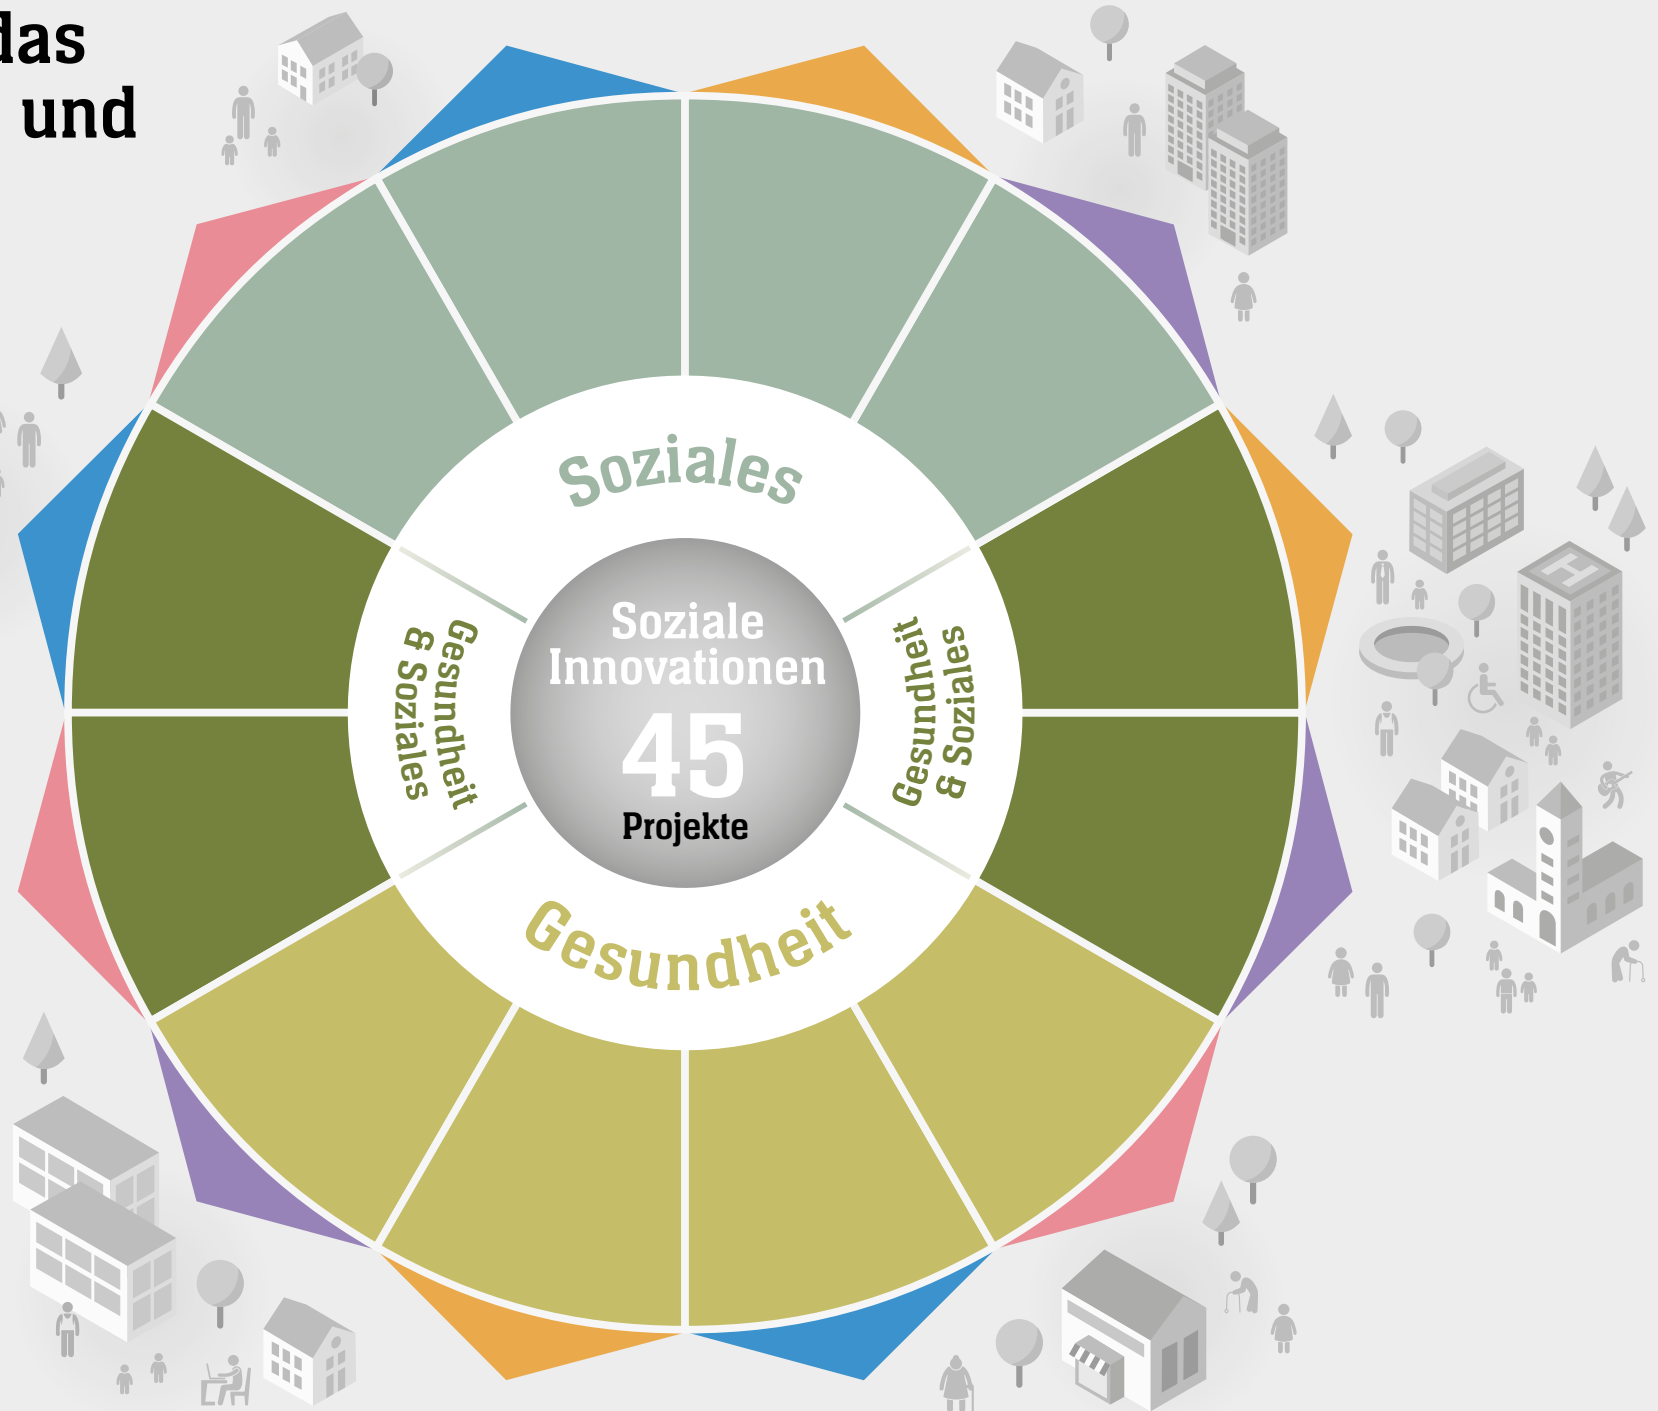 das
und
Soziales
Gesundheit
& Soziales
Soziale
Innovationen
45
Projekte
Gesundheit
& Soziales
Gesundheit
H